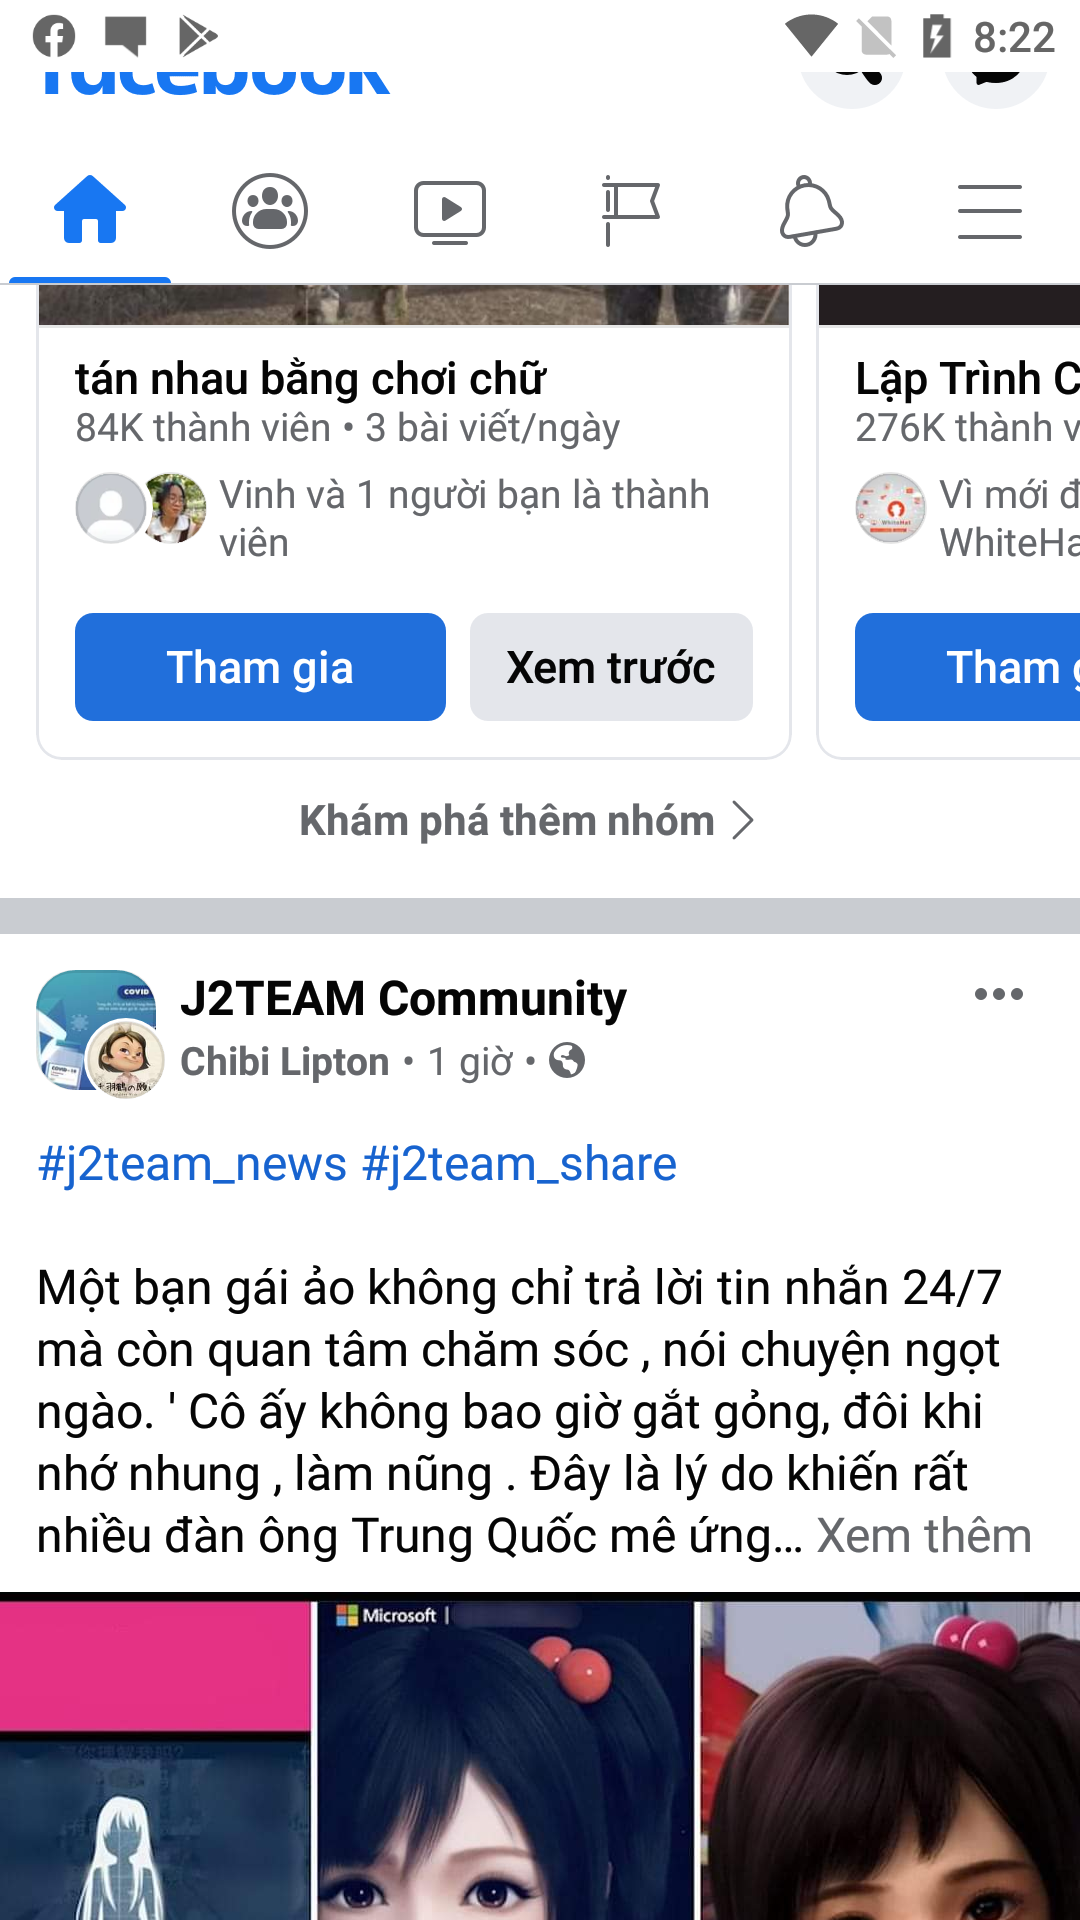 facebook
8:22
tán nhau bằng chơi chữ
84K thành viên • 3 bài viết/ngày
Vinh và 1 người bạn là thành
viên
Tham gia
Xem trước
Lập Trình C
276K thành v
Vì mới đ
WhiteHa
Tham g
Khám phá thêm nhóm
COVID
J2TEAM Community
Chibi Lipton • 1 giờ •
#j2team_news #j2team_share
Một bạn gái ảo không chỉ trả lời tin nhắn 24/7
mà còn quan tâm chăm sóc , nói chuyện ngọt
ngào. ' Cô ấy không bao giờ gắt gỏng, đôi khi
nhớ nhung , làm nũng . Đây là lý do khiến rất
nhiều đàn ông Trung Quốc mê ứng... Xem thêm
Microsoft |